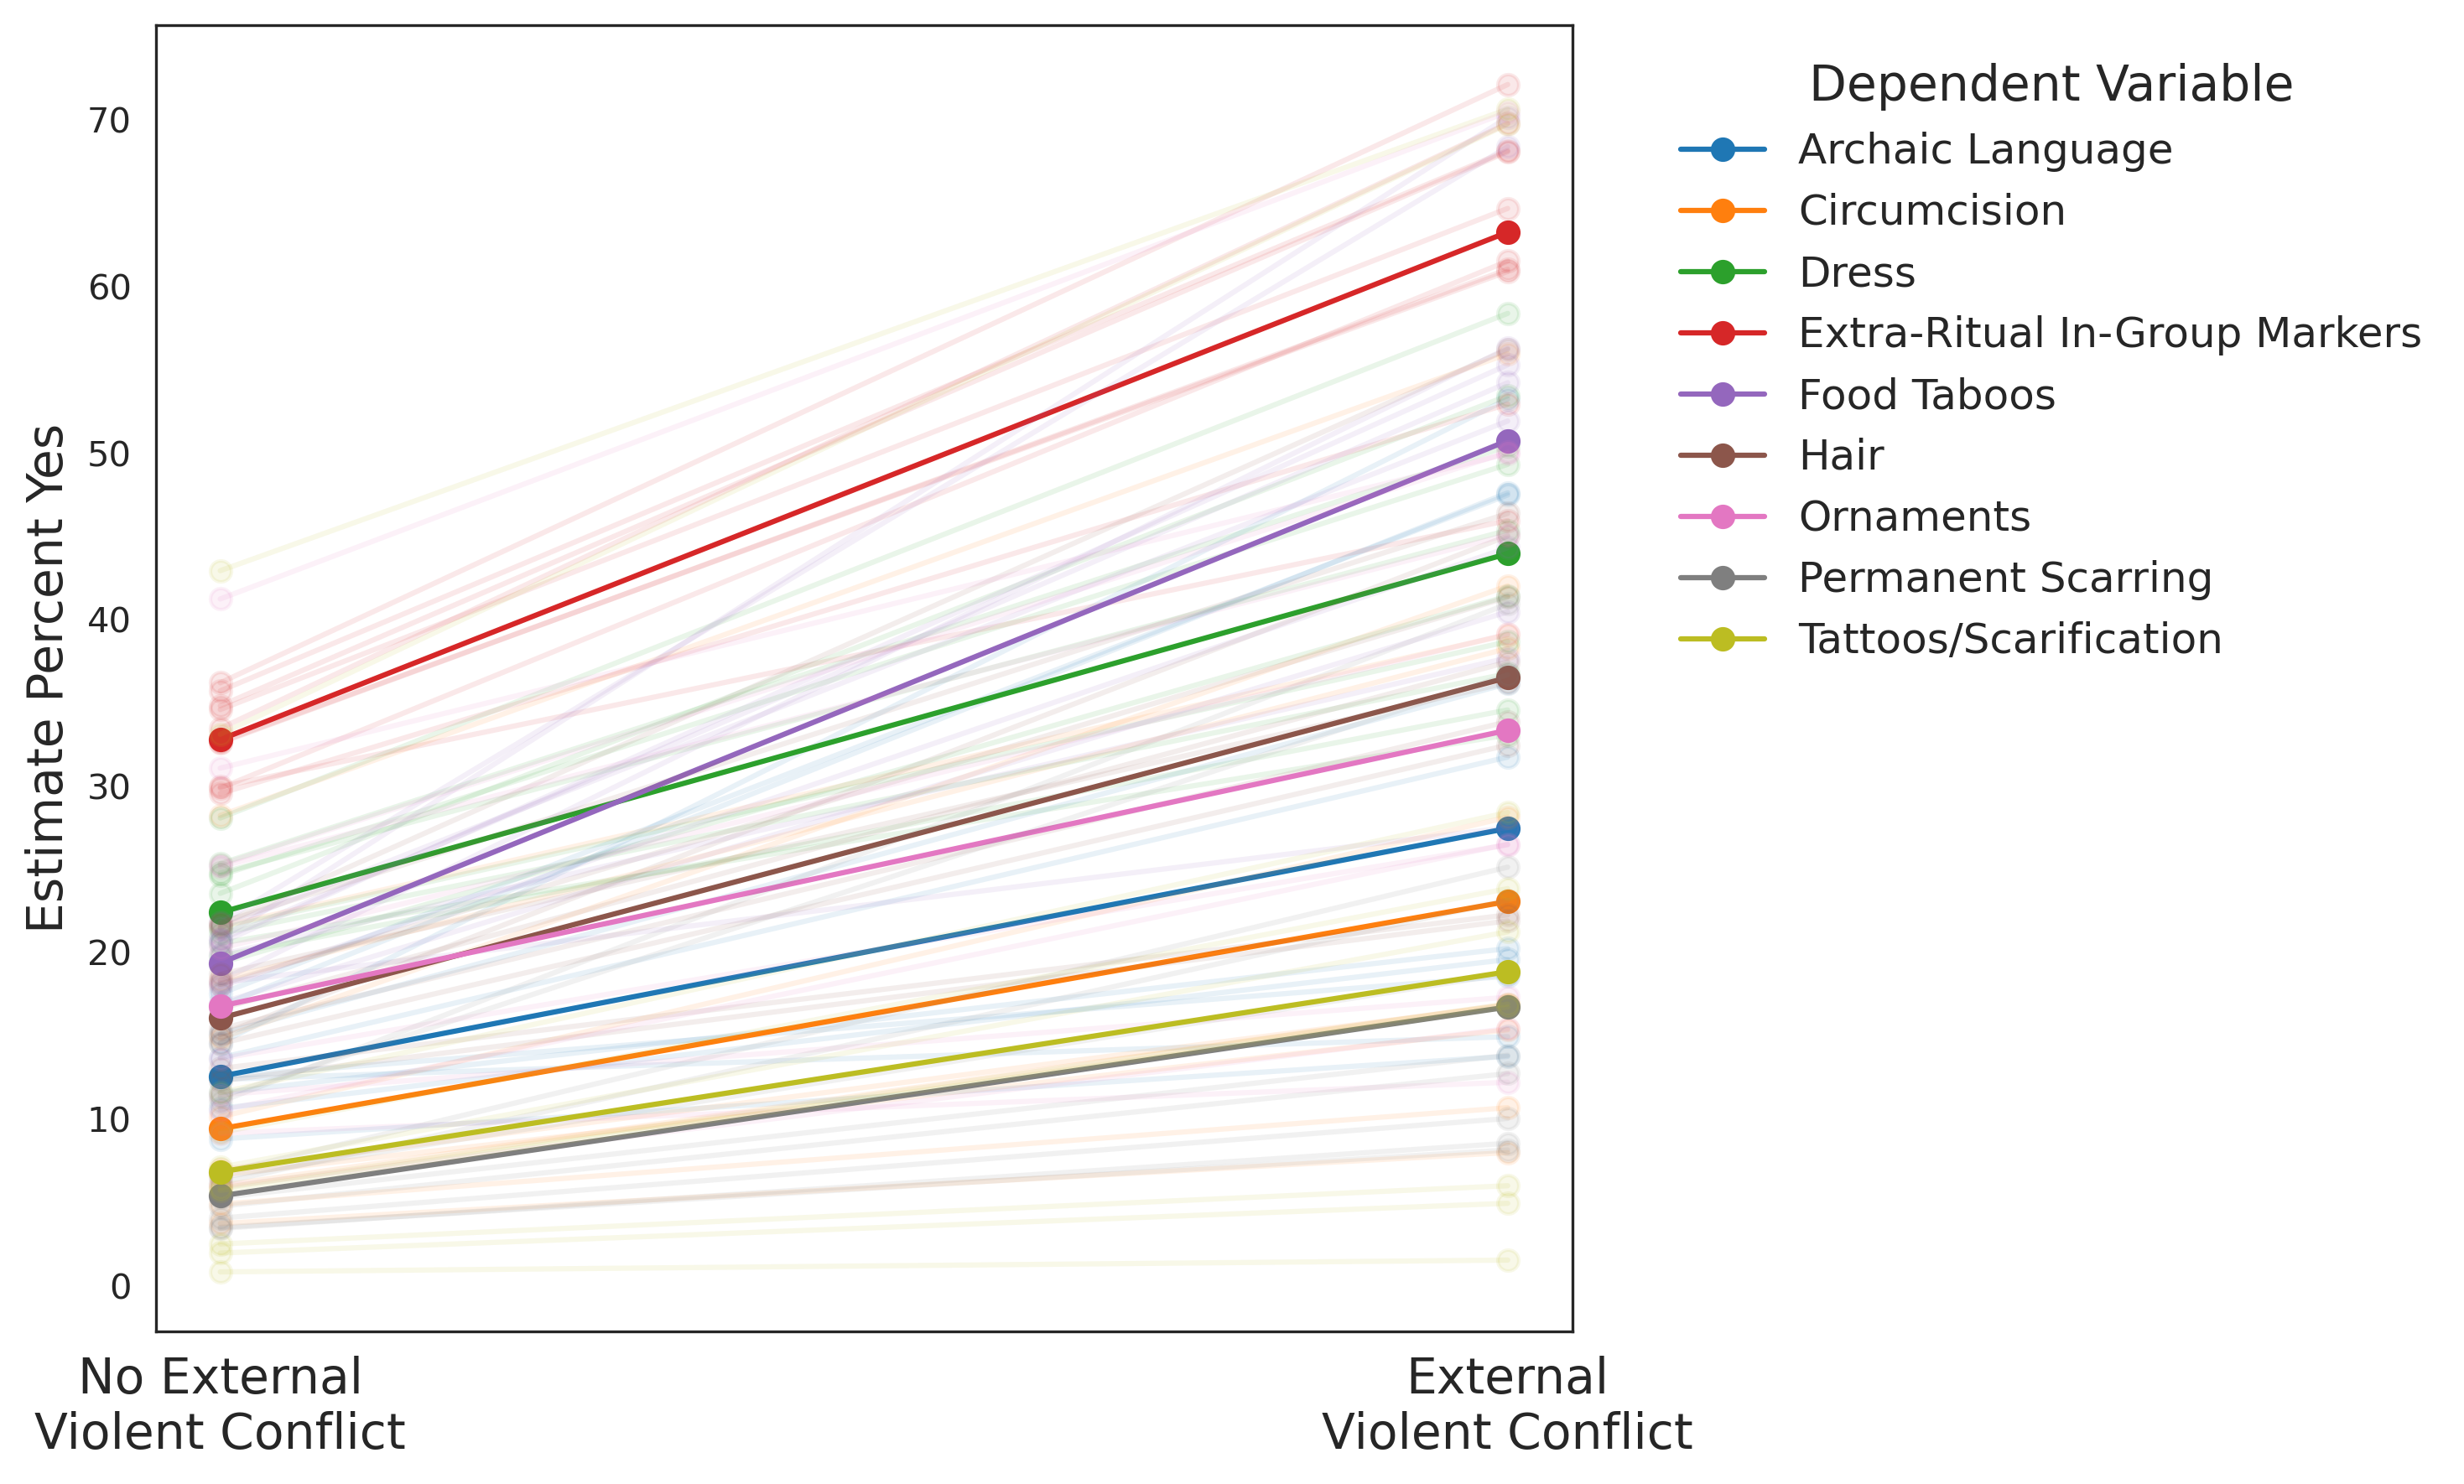 Estimate Percent Yes
70
60
50
40
30
20
10
0
No External
Violent Conflict
External
Violent Conflict
Dependent Variable
Archaic Language
Circumcision
Dress
Extra-Ritual In-Group Markers
Food Taboos
Hair
Ornaments
Permanent Scarring
Tattoos/Scarification